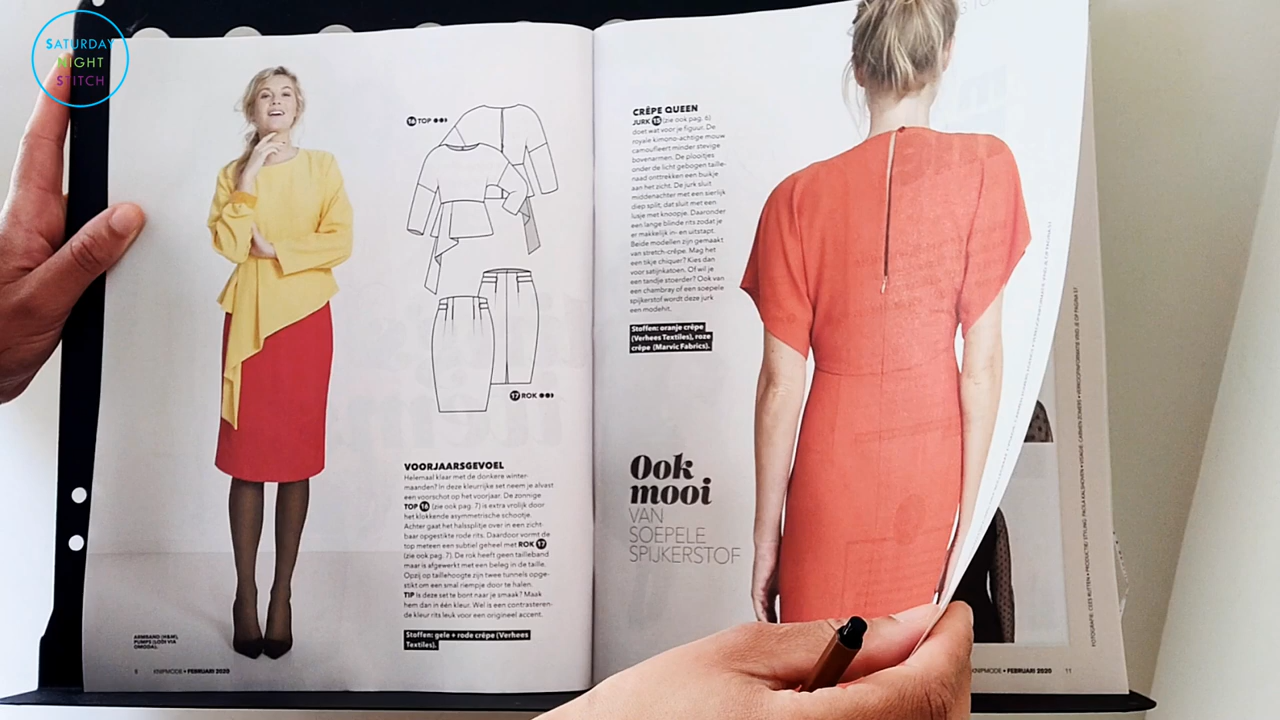 SATURDAY
NIGHT
STITCH
16 TOP
17 ROK
VOORJAARSGEVOEL
Helemaal klaar met de donkere winter-
maanden? In deze kleurrijke set neem je alvast
een voorschot op het voorjaar. De zonnige
TOP 16 (zie ook pag. 7) is extra vrolijk door
het klokkende asymmetrische schootje.
Achter gaat het halssplitje over in een zicht-
baar opgestikte rode rits. Daardoor vormt de
top meteen een subtiel geheel met ROK 17
(zie ook pag. 7). De rok heeft geen tailleband
maar is afgewerkt met een beleg in de taille.
Opzij op taillehoogte zijn twee tunnels opge-
stikt om een smal riempje door te halen.
TIP Is deze set te bont naar je smaak? Maak
hem dan in één kleur. Wel is een contrasteren-
de kleur rits leuk voor een origineel accent.
Stoffen: gele + rode crêpe (Verhees
Textiles).
ARMBAND (H&M),
PUMPS (LODI VIA
OMODA).
8 KNIPMODE • FEBRUARI 2020
CRÊPE QUEEN
JURK 15 (zie ook pag. 6)
doet wat voor je figuur. De
royale kimono-achtige mouw
camoufleert minder stevige
bovenarmen. De plooitjes
onder de licht gebogen taille-
naad onttrekken een buikje
aan het zicht. De jurk sluit
middenachter met een sierlijk
diep split, dat sluit met een
lusje met knoopje. Daaronder
een lange blinde rits zodat je
er makkelijk in- en uitstapt.
Beide modellen zijn gemaakt
van stretch-crêpe. Mag het
een tikje chiquer? Kies dan
voor satijnkatoen. Of wil je
een tandje stoerder? Ook van
een chambray of een soepele
spijkerstof wordt deze jurk
een modehit.
Stoffen: oranje crêpe
(Verhees Textiles), roze
crêpe (Marvic Fabrics).
Ook
mooi
VAN
SOEPELE
SPIJKERSTOF
KNIPMODE • FEBRUARI 2020 11